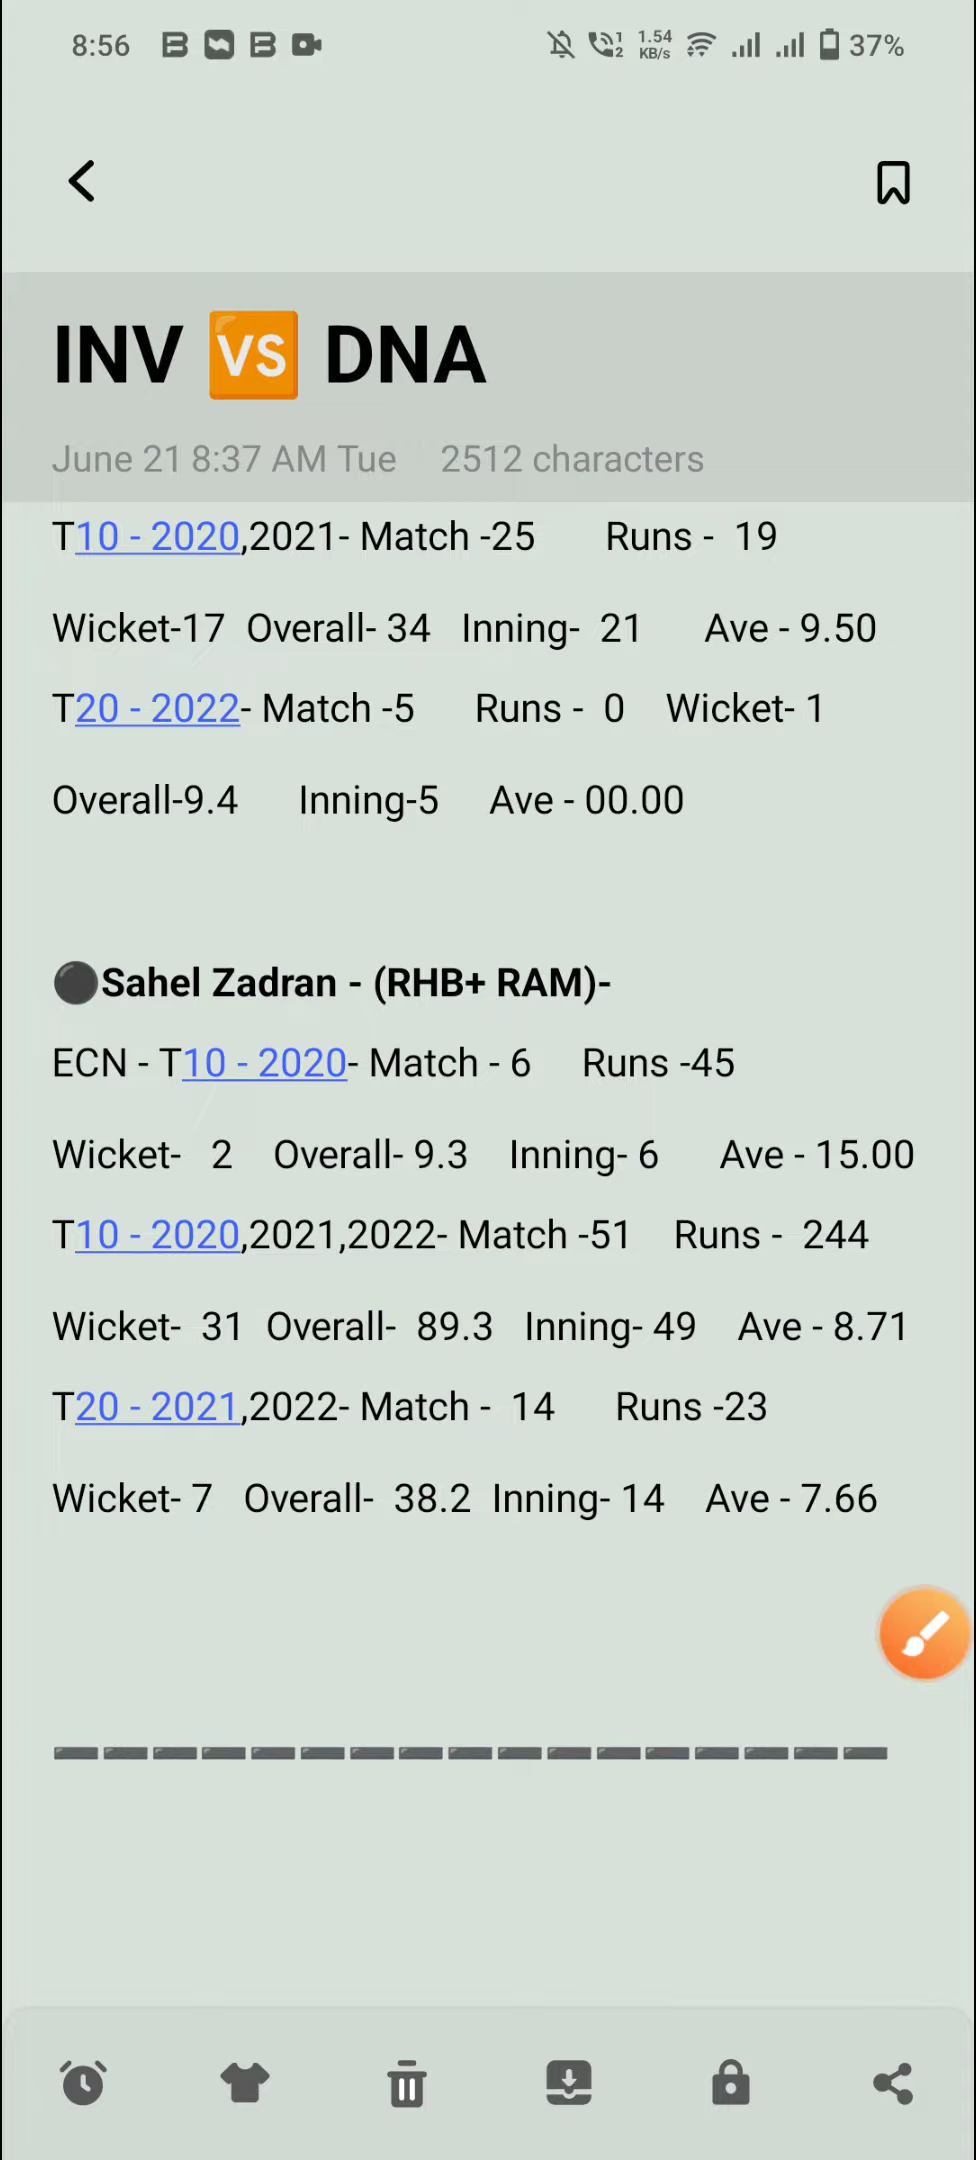 8:56 1 2 1.54 KB/s 37%
INV VS DNA
June 21 8:37 AM Tue 2512 characters
T10 - 2020,2021- Match -25 Runs - 19
Wicket-17 Overall- 34 Inning- 21 Ave - 9.50
T20 - 2022- Match -5 Runs - 0 Wicket- 1
Overall-9.4 Inning-5 Ave - 00.00
⚫Sahel Zadran - (RHB+ RAM)-
ECN - T10 - 2020- Match - 6 Runs -45
Wicket- 2 Overall- 9.3 Inning- 6 Ave - 15.00
T10 - 2020,2021,2022- Match -51 Runs - 244
Wicket- 31 Overall- 89.3 Inning- 49 Ave - 8.71
T20 - 2021,2022- Match - 14 Runs -23
Wicket- 7 Overall- 38.2 Inning- 14 Ave - 7.66